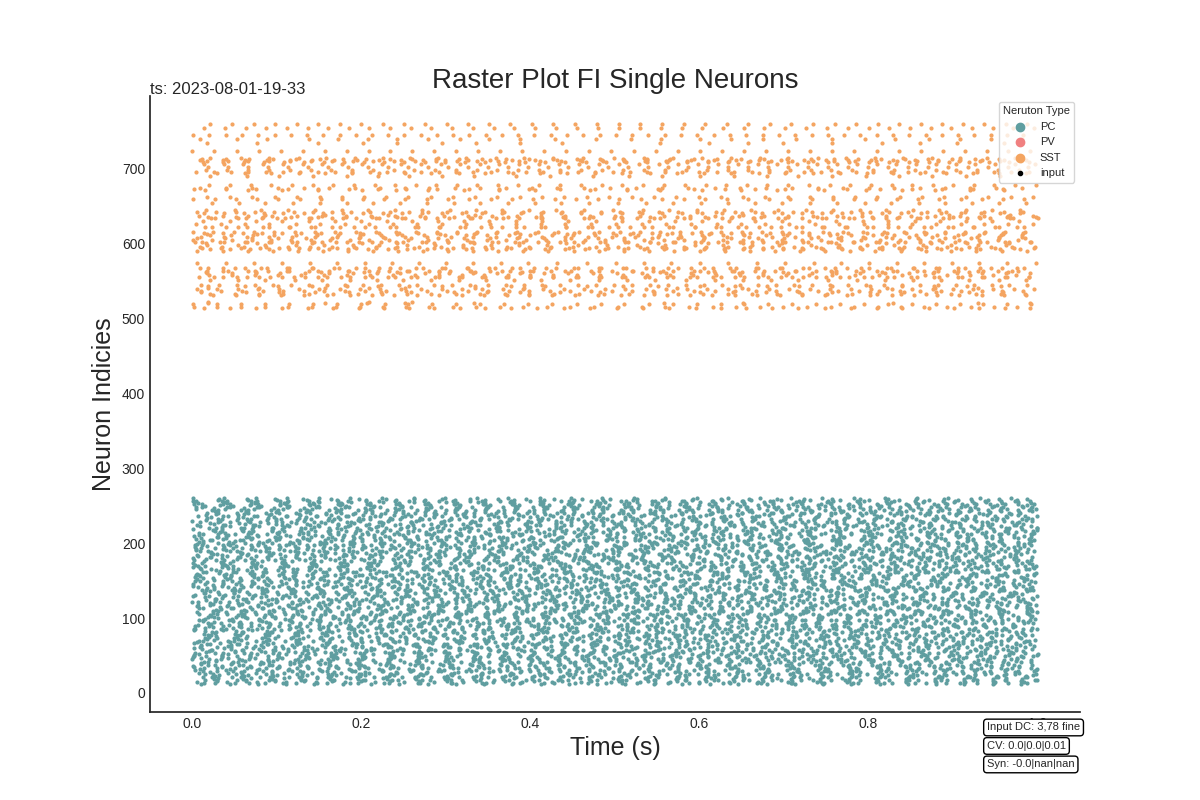 Raster Plot FI Single Neurons
ts: 2023-08-01-19-33
Neruton Type
PC
PV
SST
input
700
600
500
400
300
200
100
0
Neuron Indicies
0.0 0.2 0.4 0.6 0.8
Time (s)
Input DC: 3,78 fine
CV: 0.0|0.0|0.01
Syn: -0.0|nan|nan